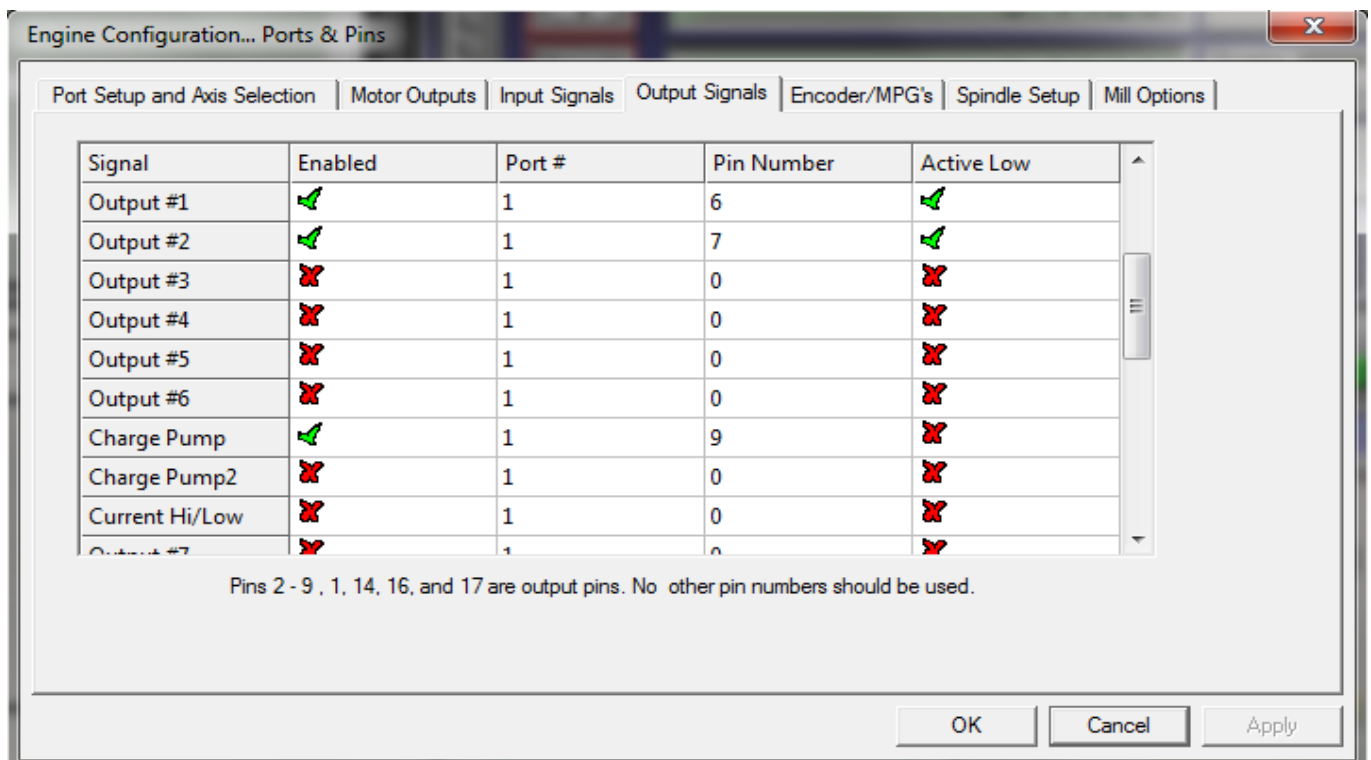 Engine Configuration... Ports & Pins
Port Setup and Axis Selection Motor Outputs Input Signals Output Signals Encoder/MPG's Spindle Setup Mill Options
Signal Enabled Port # Pin Number Active Low
Output #1 1 6
Output #2 1 7
Output #3 1 0
Output #4 1 0
Output #5 1 0
Output #6 1 0
Charge Pump 1 9
Charge Pump2 1 0
Current Hi/Low 1 0
Output #7 1 0
Pins 2 - 9 , 1, 14, 16, and 17 are output pins. No other pin numbers should be used.
OK Cancel Apply